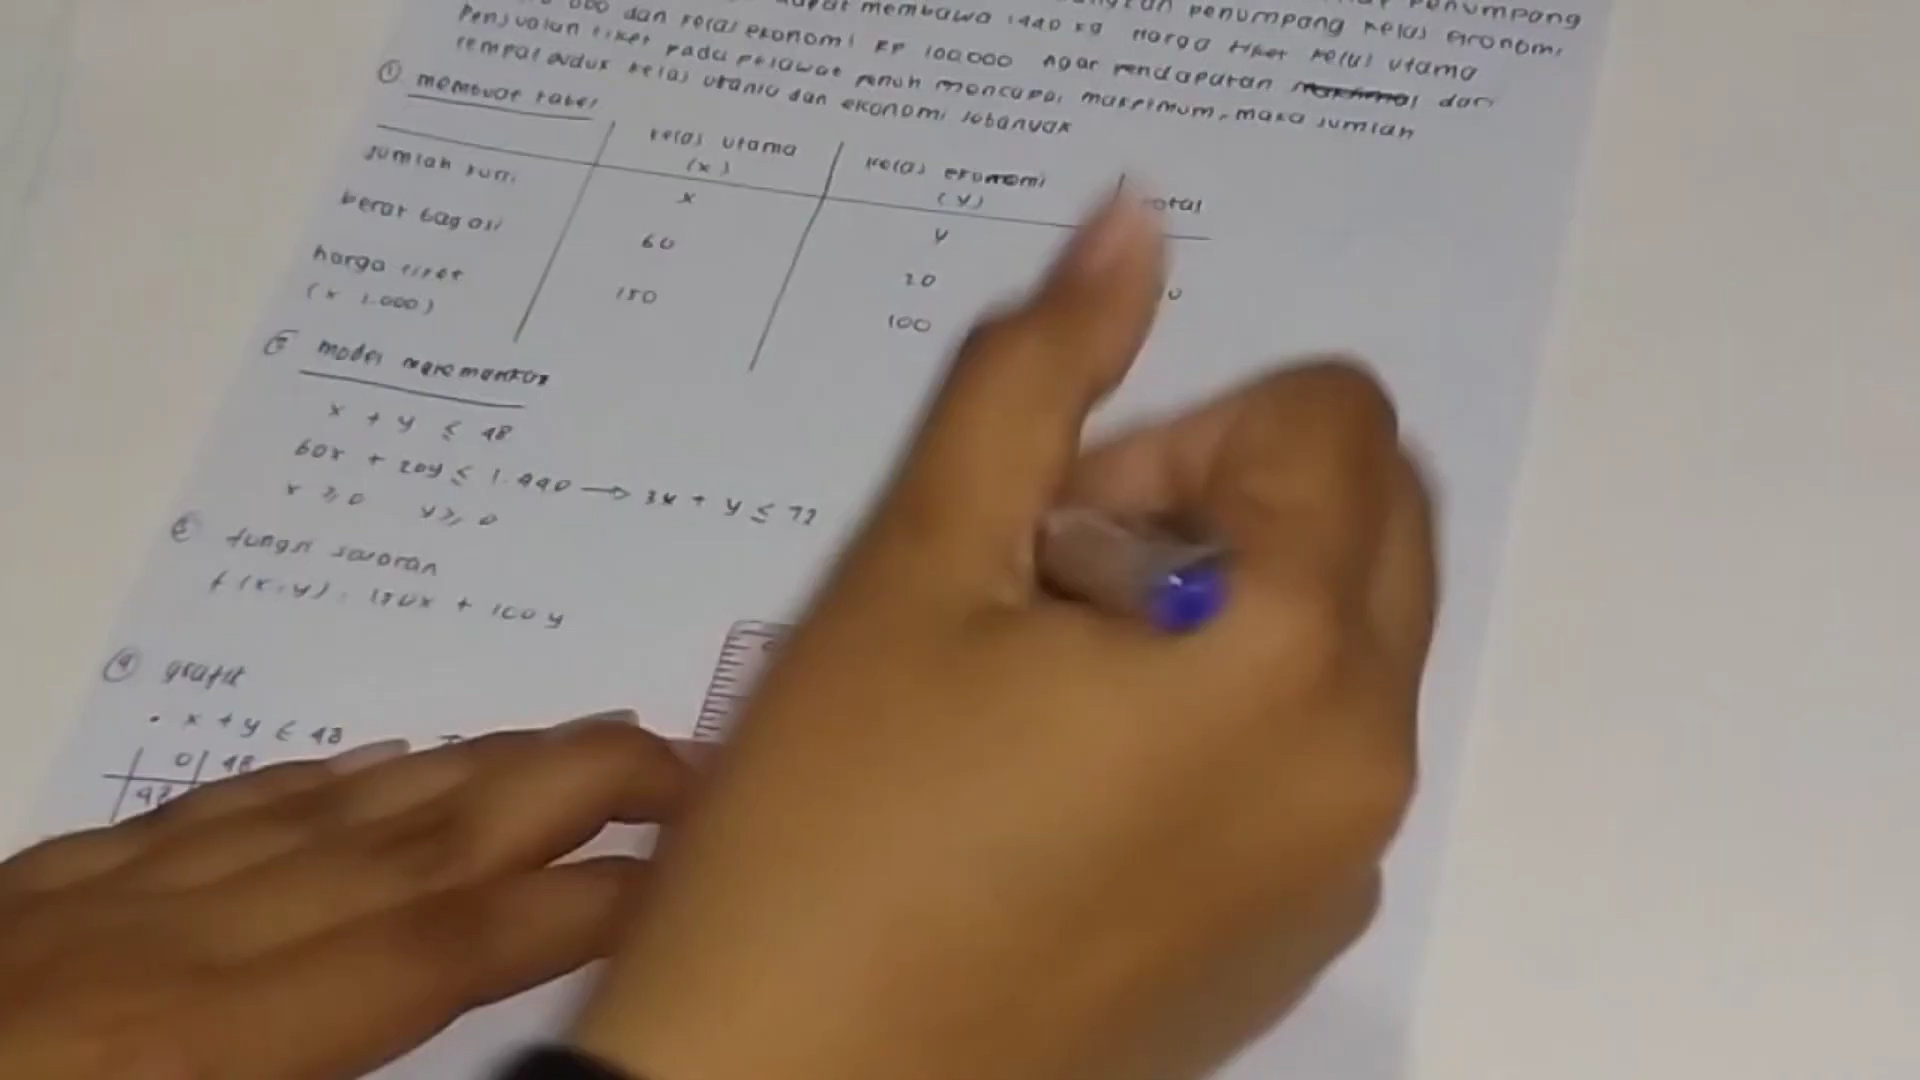 penumpang
penumpang kelas ekonomi
membawa 1440 kg Harga tiket kelas utama
000 dan kelas ekonomi RP 100.000 Agar pendapatan dari
Penjualan tiket pada pesawat penuh mencapai maksimum, maka jumlah
tempat duduk kelas utama dan ekonomi sebanyak
① membuat tabel
kelas utama kelas ekonomi total
(x) (y)
jumlah kursi x y
berat bagasi 60 20
harga tiket 150 100
(x 1.000)
② model matematika
x + y ≤ 48
60x + 20y ≤ 1.440 → 3x + y ≤ 72
x ≥ 0 y ≥ 0
③ fungsi sasaran
f (x,y) = 150x + 100y
④ grafik
• x + y ≤ 48
0 48
48